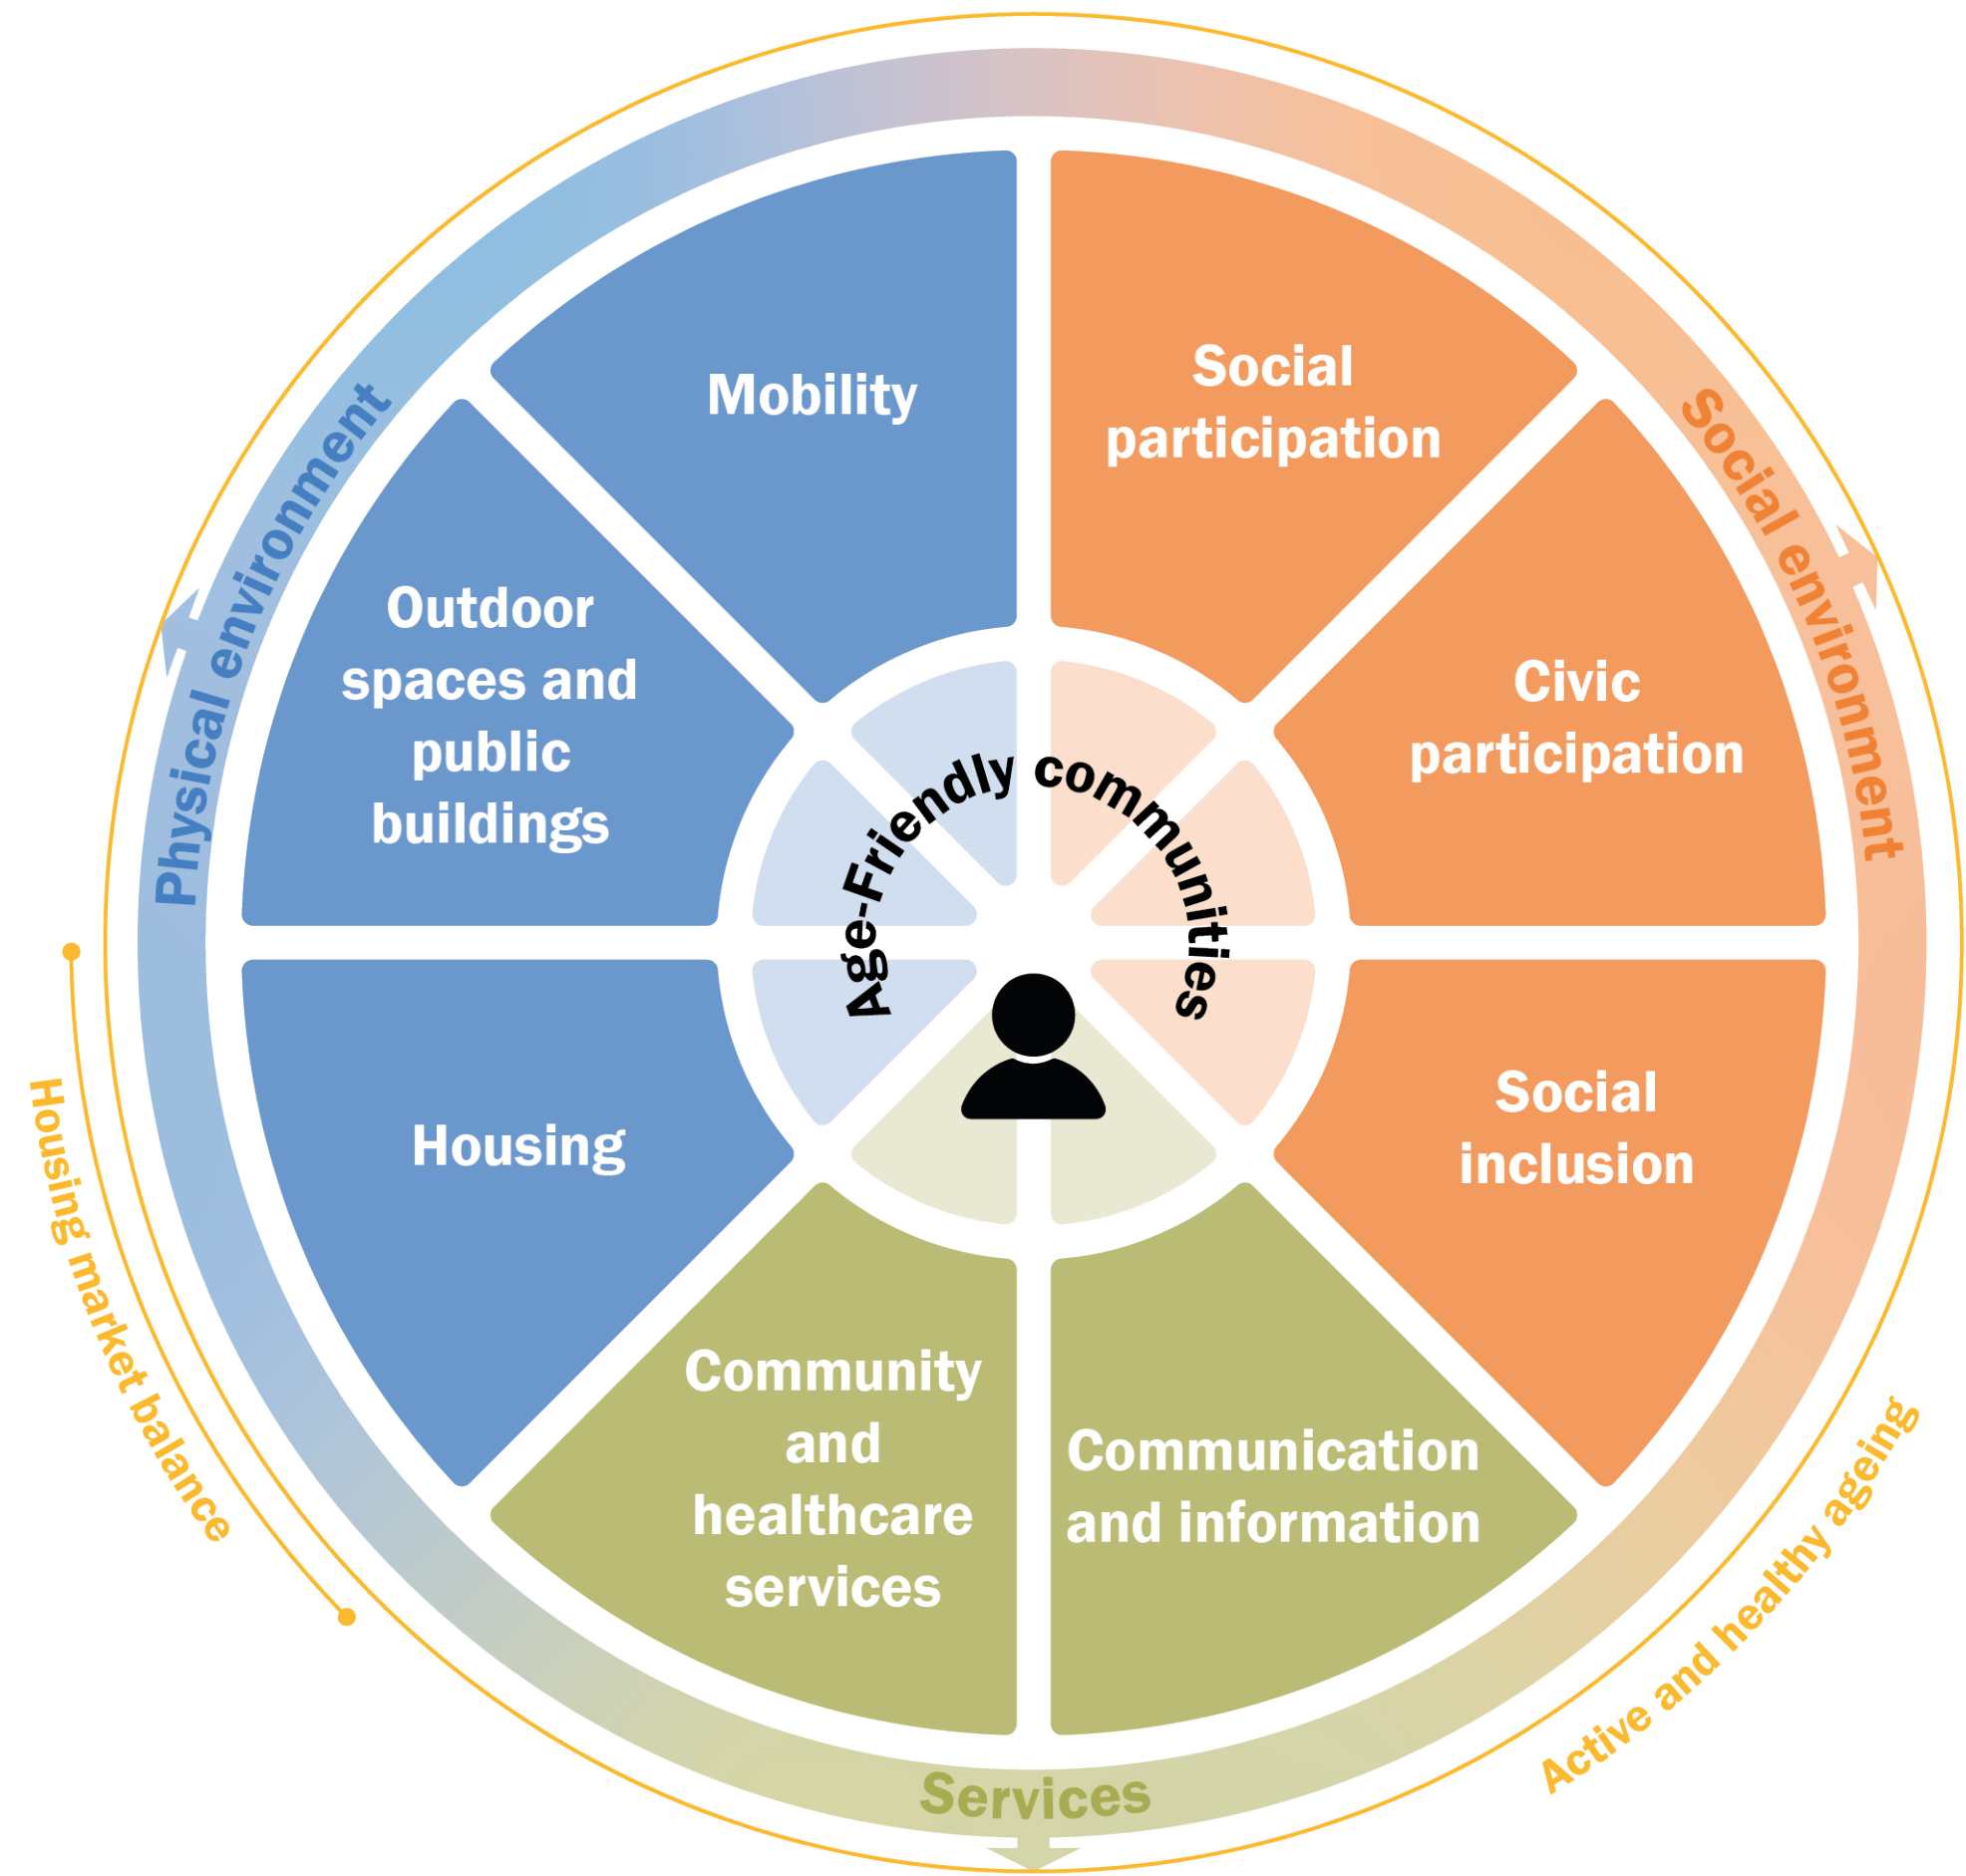 Physical environment
Social environment
Mobility
Social
participation
Outdoor
spaces and
public
buildings
Civic
participation
Age-Friendly communities
Housing
Social
inclusion
Community
and
healthcare
services
Communication
and information
Services
Housing market balance
Active and healthy ageing